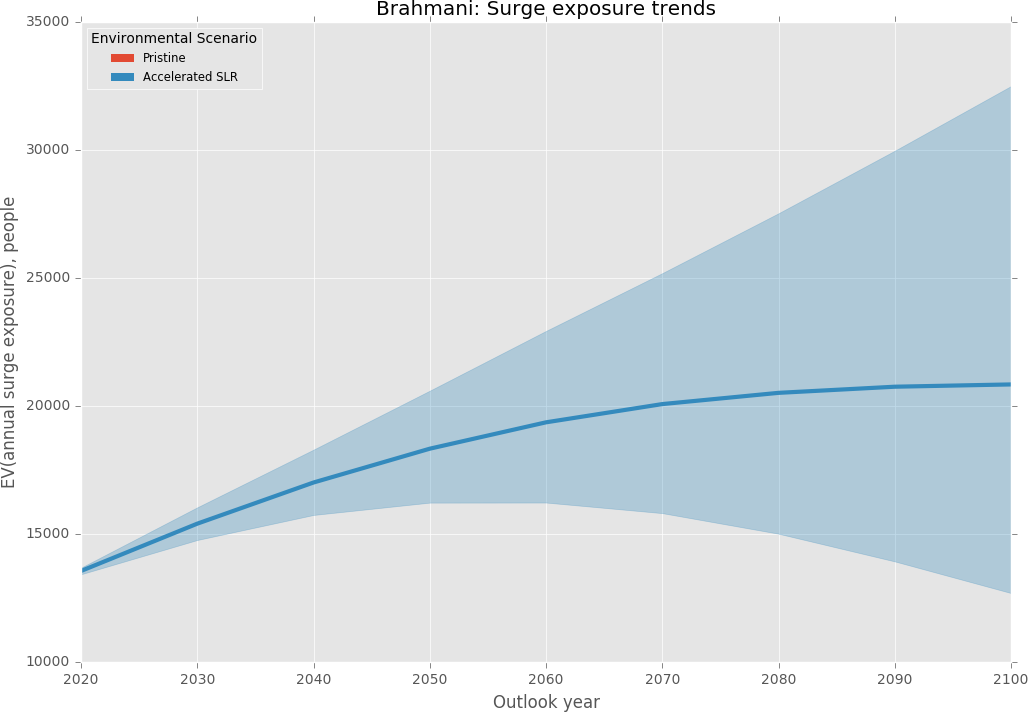 Brahmani: Surge exposure trends
35000
Environmental Scenario
Pristine
Accelerated SLR
30000
25000
20000
15000
10000
EV(annual surge exposure), people
2020 2030 2040 2050 2060 2070 2080 2090 2100
Outlook year